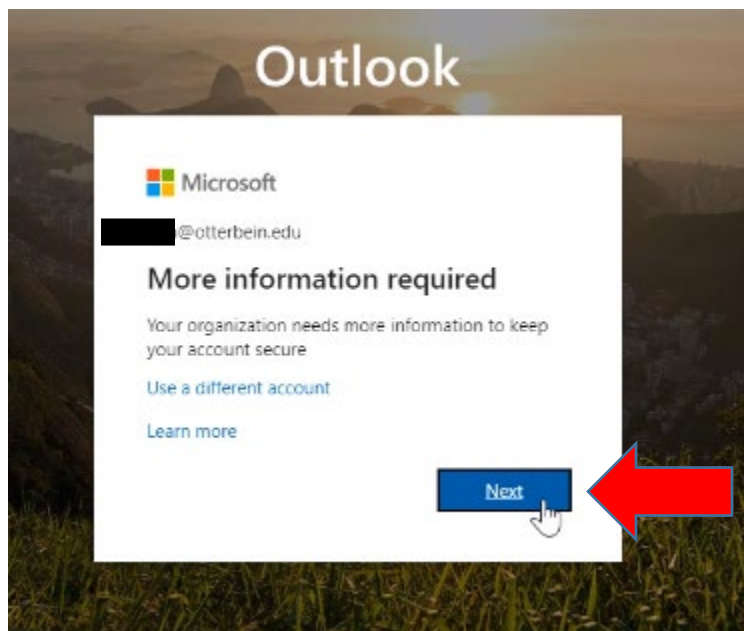 Outlook
Microsoft
@otterbein.edu
More information required
Your organization needs more information to keep
your account secure
Use a different account
Learn more
Next